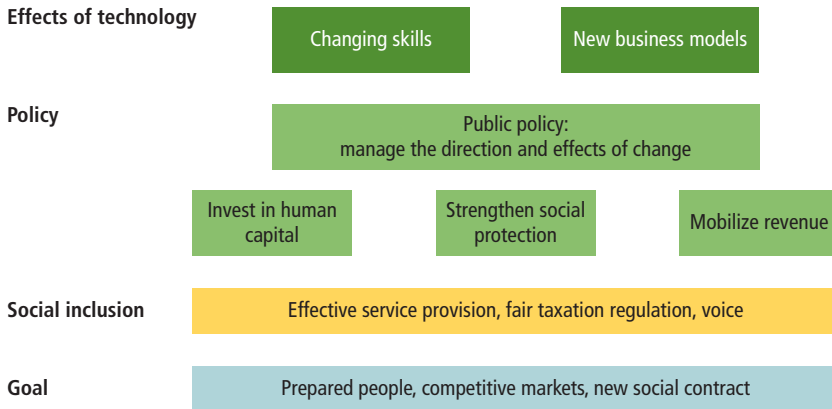 Effects of technology
Changing skills
New business models
Policy
Public policy:
manage the direction and effects of change
Invest in human
capital
Strengthen social
protection
Mobilize revenue
Social inclusion
Effective service provision, fair taxation regulation, voice
Goal
Prepared people, competitive markets, new social contract